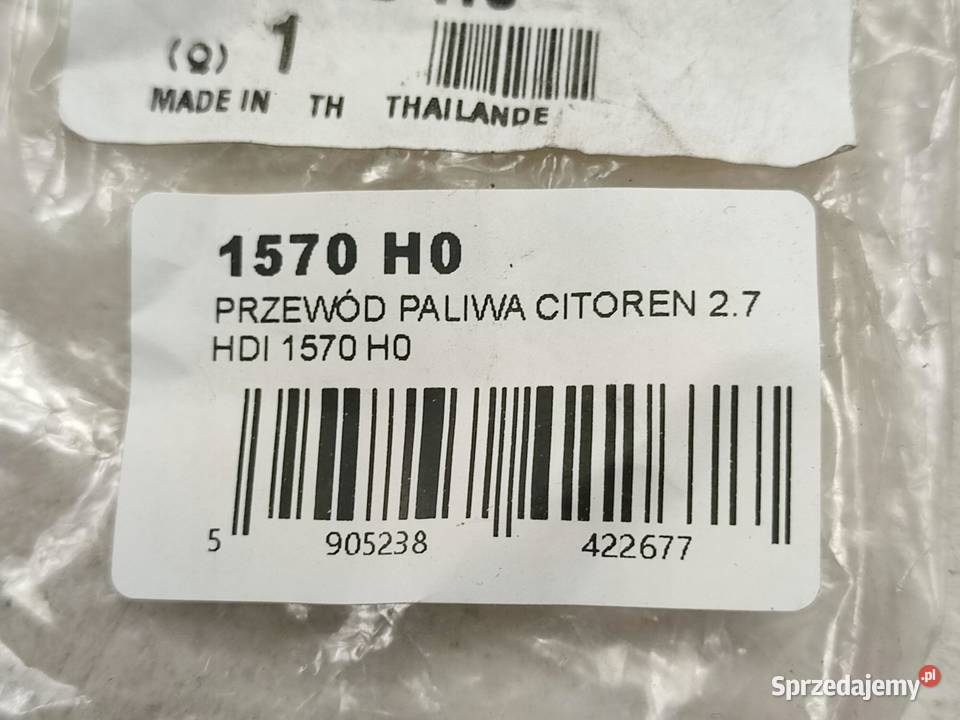 (Q) 1
MADE IN TH THAILANDE
1570 H0
PRZEWÓD PALIWA CITOREN 2.7
HDI 1570 H0
5 905238 422677
Sprzedajemy.pl